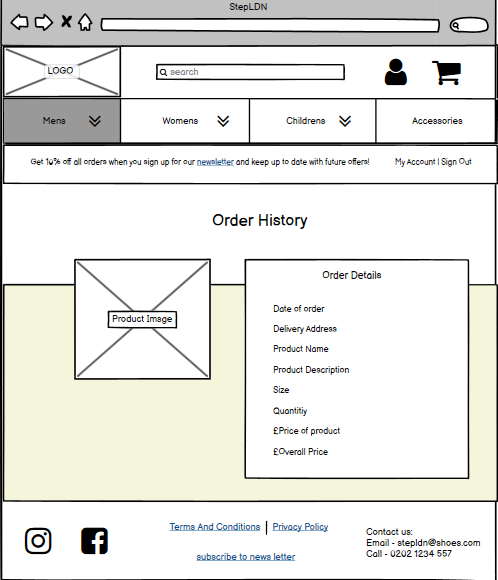 StepLDN
LOGO
search
Mens
Womens
Childrens
Accessories
Get 10% off all orders when you sign up for our newsletter and keep up to date with future offers!
My Account | Sign Out
Order History
Product Image
Order Details
Date of order
Delivery Address
Product Name
Product Description
Size
Quantitiy
£Price of product
£Overall Price
Terms And Conditions | Privacy Policy
subscribe to news letter
Contact us:
Email - stepldn@shoes.com
Call - 0202 1234 557